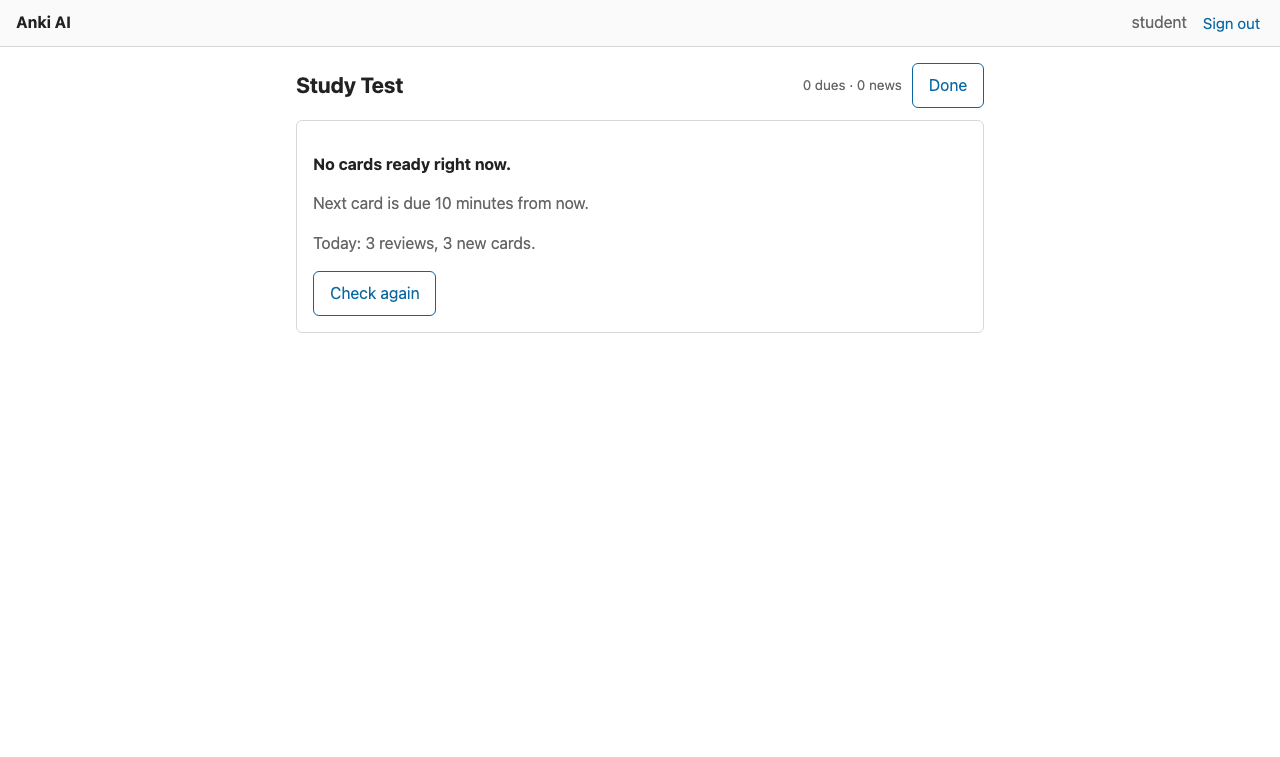 Anki AI
student
Sign out
Study Test
0 dues · 0 news
Done
No cards ready right now.
Next card is due 10 minutes from now.
Today: 3 reviews, 3 new cards.
Check again